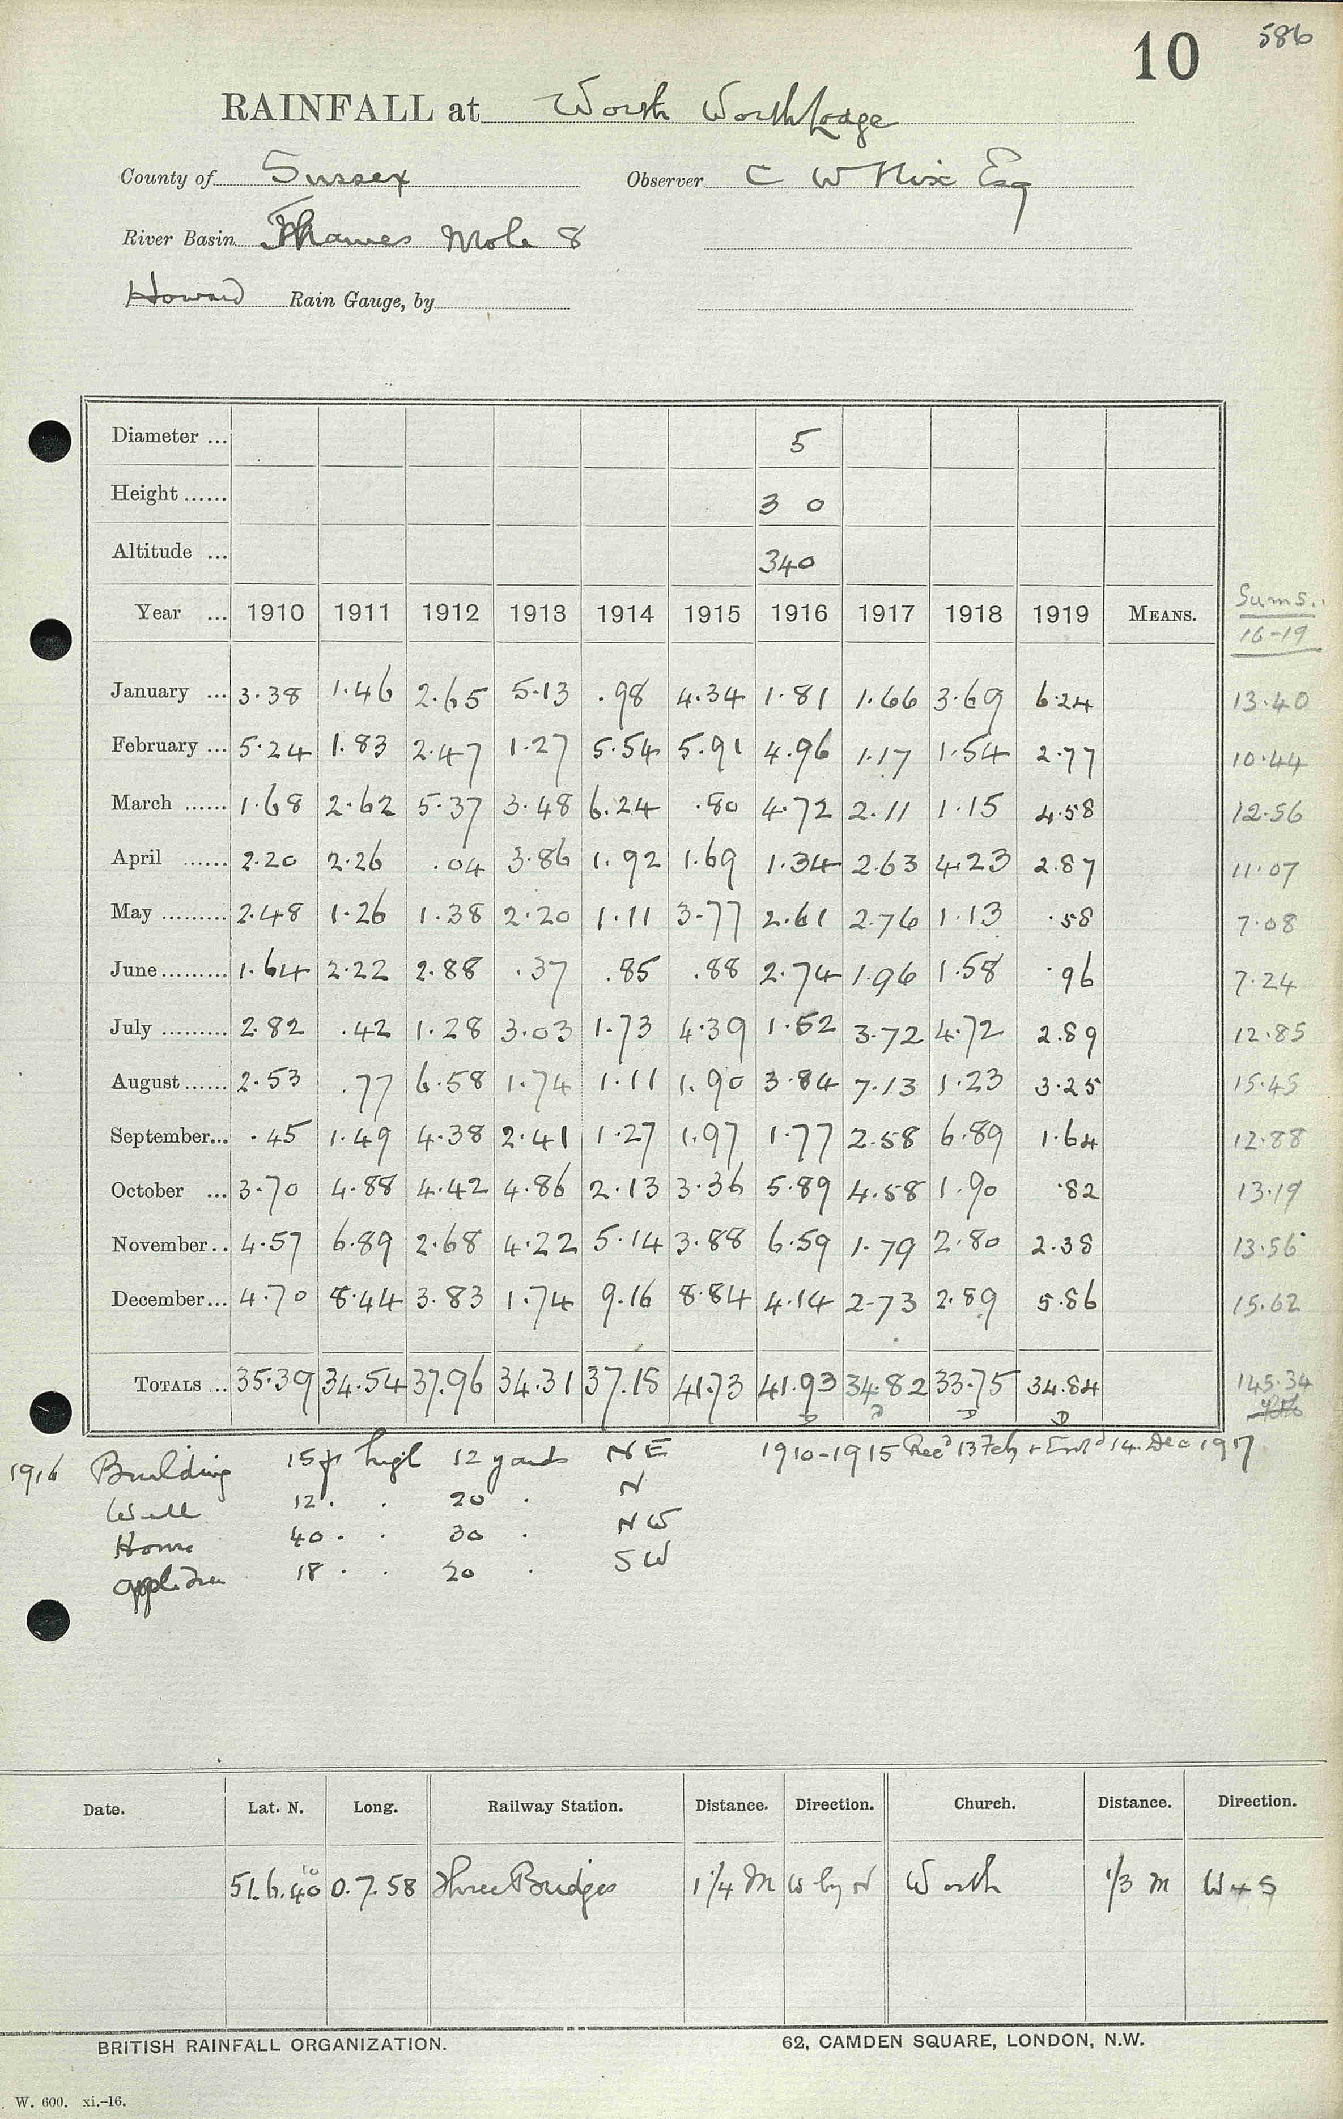 10 586
RAINFALL at Worth Worth Lodge
County of Sussex Observer C W Nix Esq
River Basin Thames Mole 8
Howard Rain Gauge, by
Diameter ... 5
Height ...... 3 0
Altitude ... 340
Year ... 1910 1911 1912 1913 1914 1915 1916 1917 1918 1919 MEANS. Sums. 16-19
January ... 3.38 1.46 2.65 5.13 .98 4.34 1.81 1.66 3.69 6.24 13.40
February ... 5.24 1.83 2.47 1.27 5.54 5.91 4.96 1.17 1.54 2.77 10.44
March ...... 1.68 2.62 5.37 3.48 6.24 .80 4.72 2.11 1.15 4.58 12.56
April ...... 2.20 2.26 .04 3.86 1.92 1.69 1.34 2.63 4.23 2.87 11.07
May ......... 2.48 1.26 1.38 2.20 1.11 3.77 2.61 2.76 1.13 .58 7.08
June ......... 1.64 2.22 2.88 .37 .85 .88 2.74 1.96 1.58 .96 7.24
July ......... 2.82 .42 1.28 3.03 1.73 4.39 1.52 3.72 4.72 2.89 12.85
August ...... 2.53 .77 6.58 1.74 1.11 1.90 3.84 7.13 1.23 3.25 15.45
September... .45 1.49 4.38 2.41 1.27 1.97 1.77 2.58 6.89 1.64 12.88
October ... 3.70 4.88 4.42 4.86 2.13 3.36 5.89 4.58 1.90 .82 13.19
November.. 4.57 6.89 2.68 4.22 5.14 3.88 6.59 1.79 2.80 2.38 13.56
December... 4.70 8.44 3.83 1.74 9.16 8.84 4.14 2.73 2.89 5.86 15.62
TOTALS .. 35.39 34.54 37.96 34.31 37.18 41.73 41.93 34.82 33.75 34.84 145.34
D D D D
1916 Building 15 ft high 12 yards NE 1910-1915 Rec'd 13 Feb + Ent'd 14 Dec 1917
Wall 12 . . 20 . N
House 40 . . 30 . NW
apple tree 18 . . 20 . SW
Date. Lat. N. Long. Railway Station. Distance. Direction. Church. Distance. Direction.
10
51.6.40 0.7.58 Three Bridges 1 1/4 M W by N Worth 1/3 M W + S
BRITISH RAINFALL ORGANIZATION. 62, CAMDEN SQUARE, LONDON, N.W.
W. 600. xi.-16.